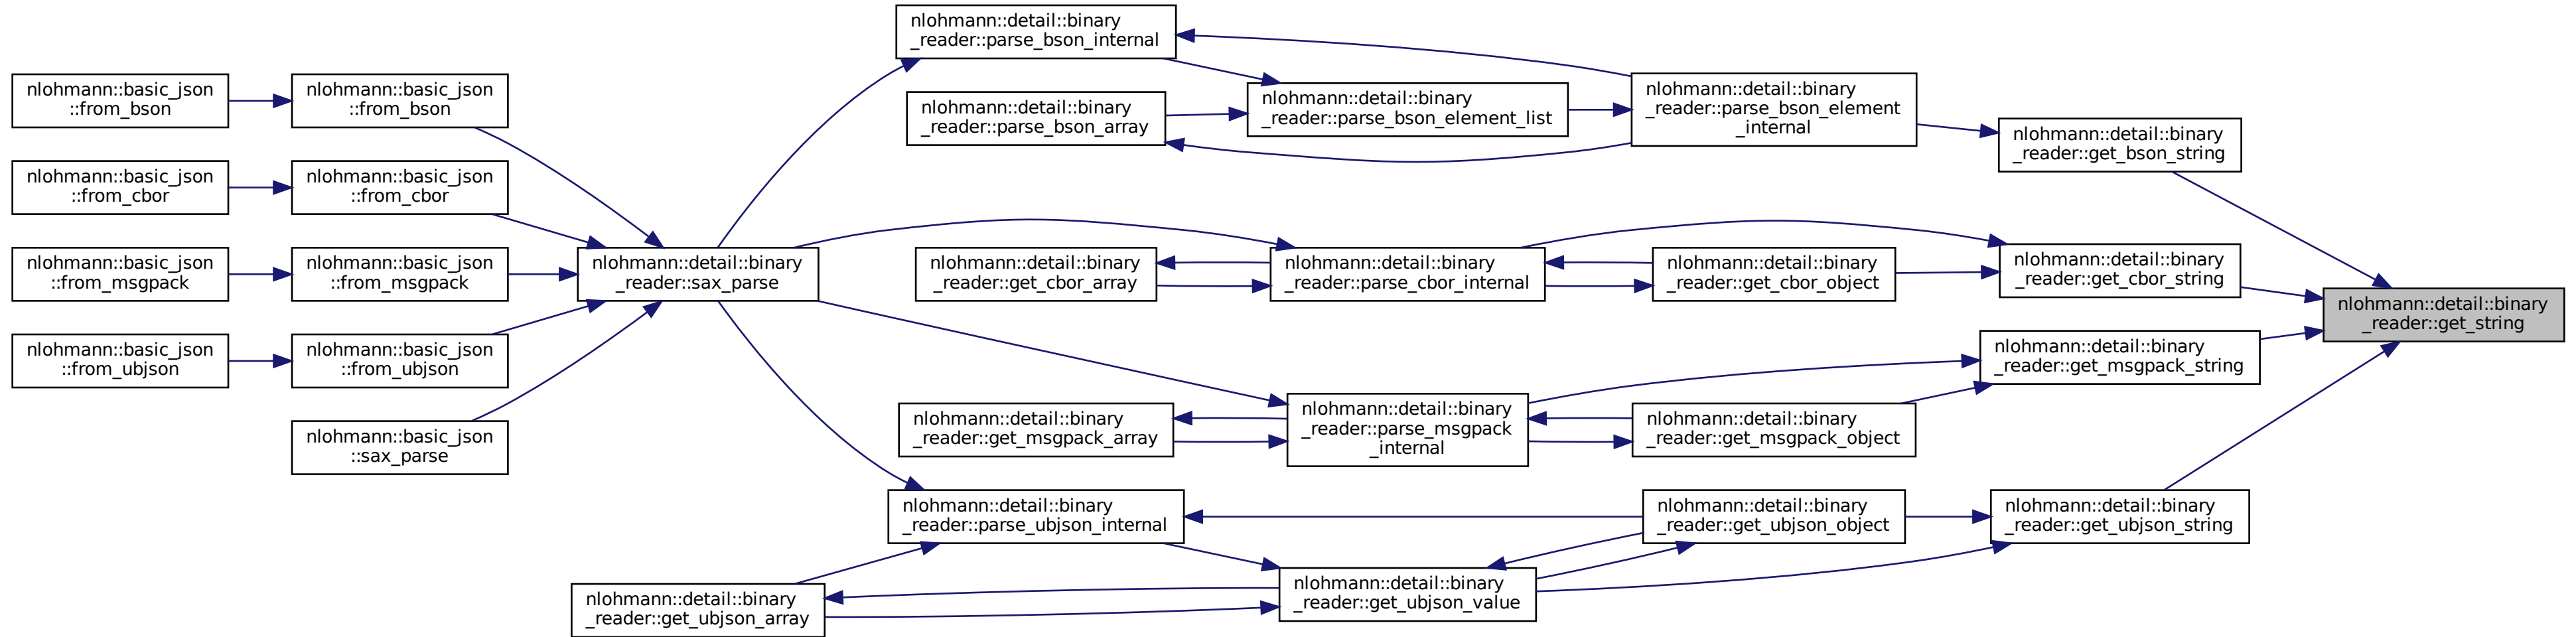 nlohmann::basic_json
::from_bson
nlohmann::basic_json
::from_cbor
nlohmann::basic_json
::from_msgpack
nlohmann::basic_json
::from_ubjson
nlohmann::basic_json
::from_bson
nlohmann::basic_json
::from_cbor
nlohmann::basic_json
::from_msgpack
nlohmann::basic_json
::from_ubjson
nlohmann::basic_json
::sax_parse
nlohmann::detail::binary
_reader::sax_parse
nlohmann::detail::binary
_reader::parse_bson_internal
nlohmann::detail::binary
_reader::parse_bson_array
nlohmann::detail::binary
_reader::get_cbor_array
nlohmann::detail::binary
_reader::get_msgpack_array
nlohmann::detail::binary
_reader::parse_ubjson_internal
nlohmann::detail::binary
_reader::get_ubjson_array
nlohmann::detail::binary
_reader::parse_bson_element_list
nlohmann::detail::binary
_reader::parse_cbor_internal
nlohmann::detail::binary
_reader::parse_msgpack
_internal
nlohmann::detail::binary
_reader::get_ubjson_value
nlohmann::detail::binary
_reader::parse_bson_element
_internal
nlohmann::detail::binary
_reader::get_cbor_object
nlohmann::detail::binary
_reader::get_msgpack_object
nlohmann::detail::binary
_reader::get_ubjson_object
nlohmann::detail::binary
_reader::get_bson_string
nlohmann::detail::binary
_reader::get_cbor_string
nlohmann::detail::binary
_reader::get_msgpack_string
nlohmann::detail::binary
_reader::get_ubjson_string
nlohmann::detail::binary
_reader::get_string